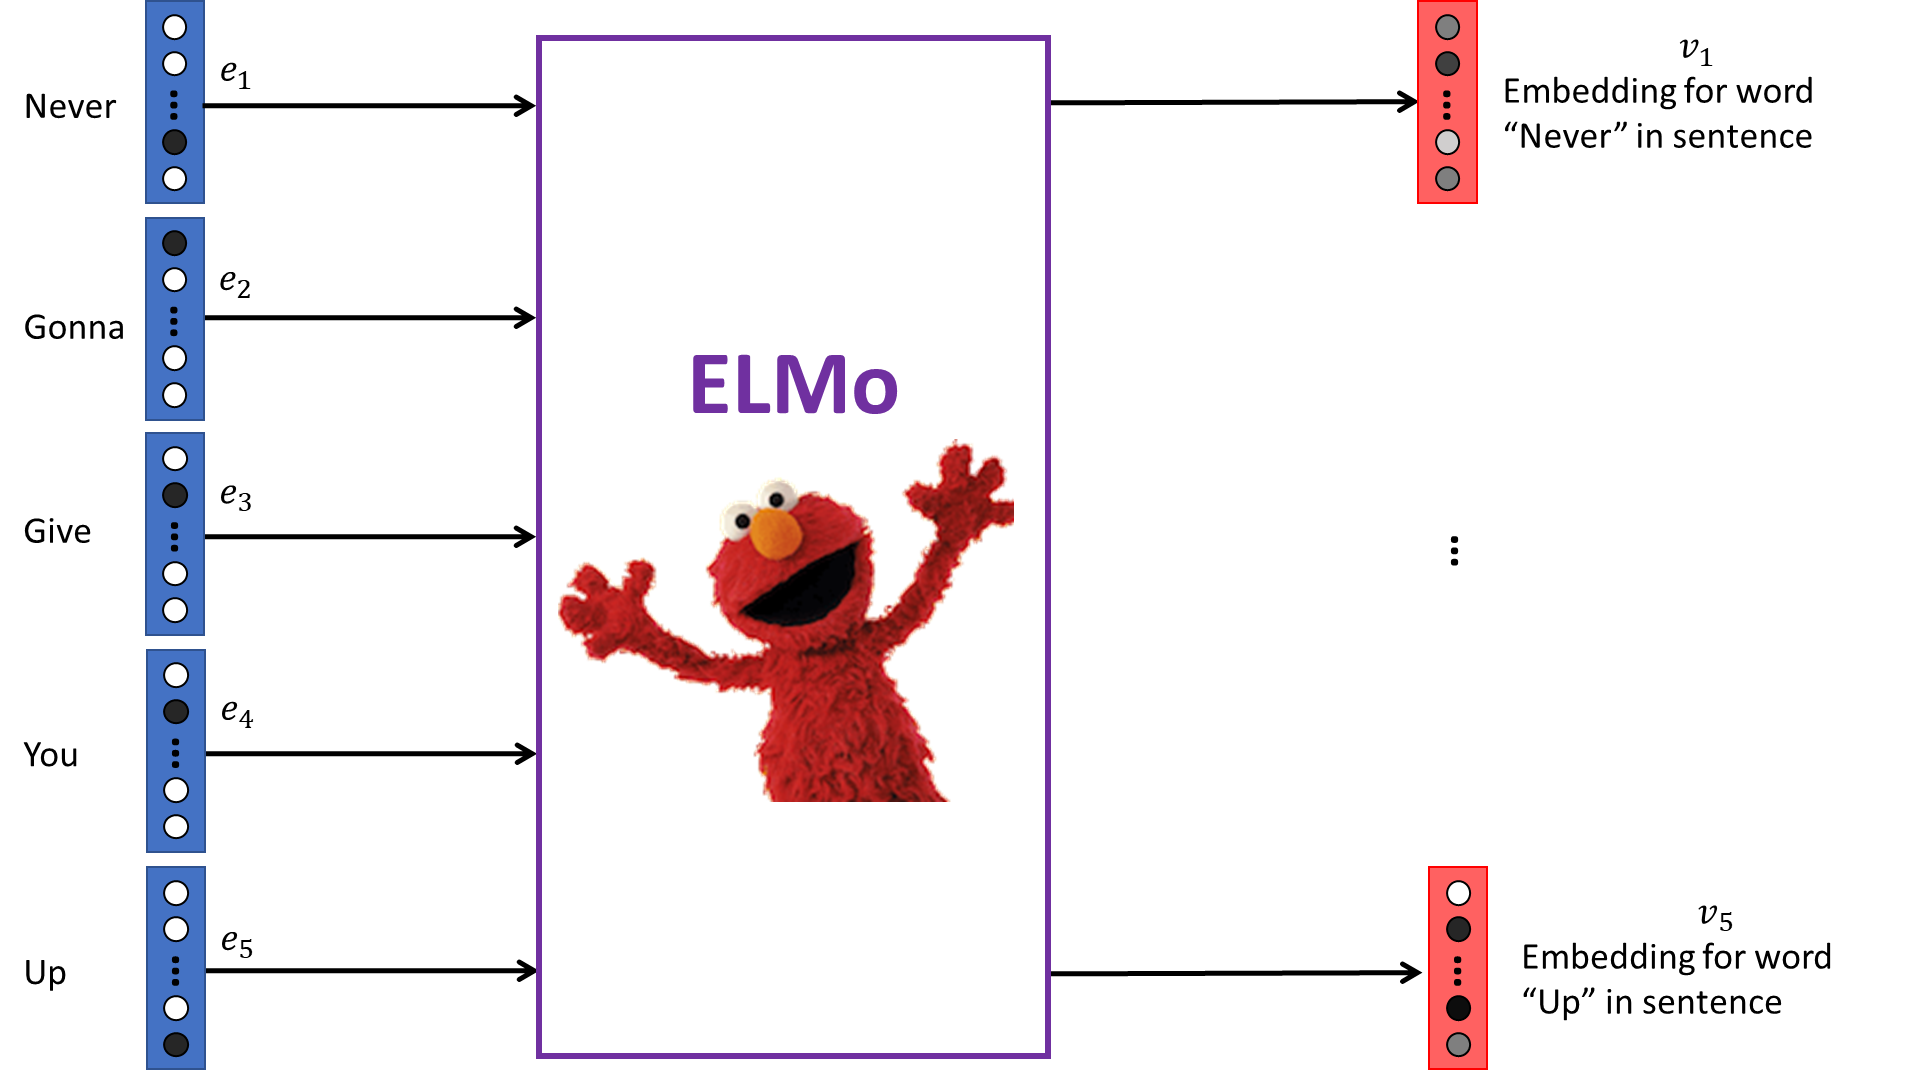 Never
e₁
Gonna
e₂
Give
e₃
You
e₄
Up
e₅
ELMo
v₁
Embedding for word
“Never” in sentence
v₅
Embedding for word
“Up” in sentence